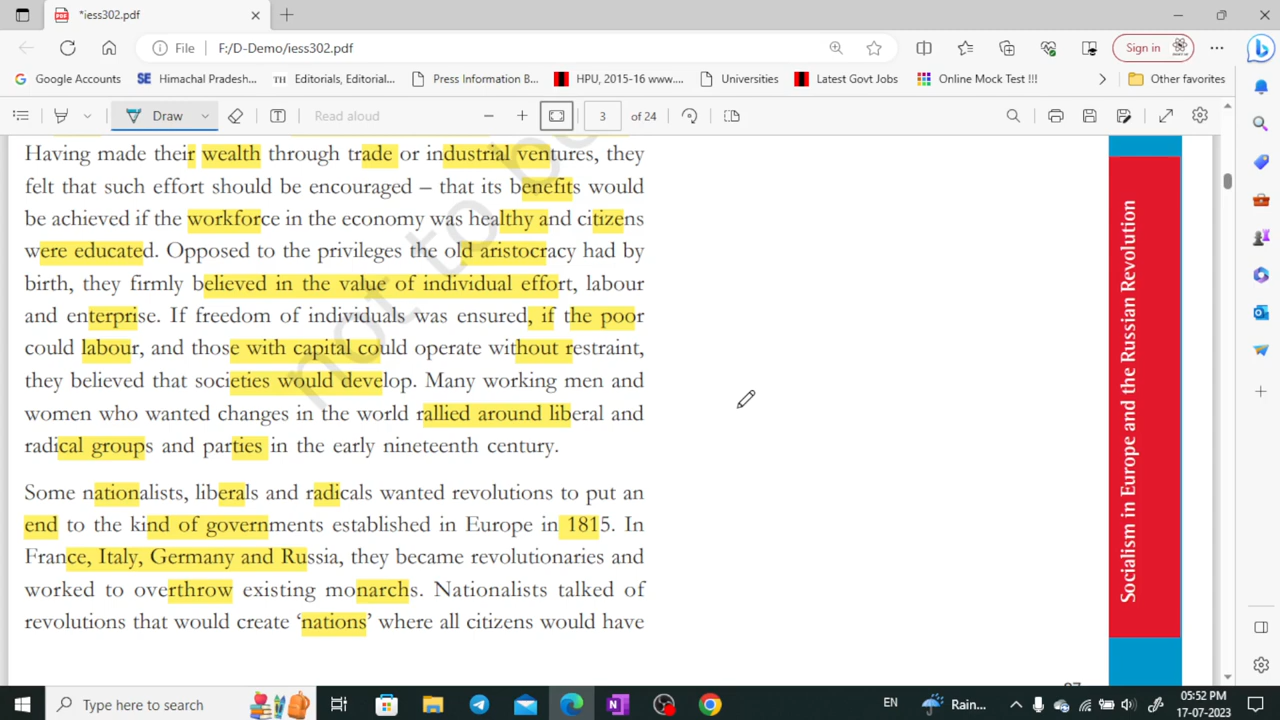 *iess302.pdf
File F:/D-Demo/iess302.pdf
Sign in
Google Accounts SE Himachal Pradesh... TH Editorials, Editorial... Press Information B... HPU, 2015-16 www.... Universities Latest Govt Jobs Online Mock Test !!! Other favorites
Draw Read aloud 3 of 24
Having made their wealth through trade or industrial ventures, they
felt that such effort should be encouraged – that its benefits would
be achieved if the workforce in the economy was healthy and citizens
were educated. Opposed to the privileges the old aristocracy had by
birth, they firmly believed in the value of individual effort, labour
and enterprise. If freedom of individuals was ensured, if the poor
could labour, and those with capital could operate without restraint,
they believed that societies would develop. Many working men and
women who wanted changes in the world rallied around liberal and
radical groups and parties in the early nineteenth century.
Some nationalists, liberals and radicals wanted revolutions to put an
end to the kind of governments established in Europe in 1815. In
France, Italy, Germany and Russia, they became revolutionaries and
worked to overthrow existing monarchs. Nationalists talked of
revolutions that would create ‘nations’ where all citizens would have
not to b
Socialism in Europe and the Russian Revolution
Type here to search
Rain...
EN
05:52 PM
17-07-2023